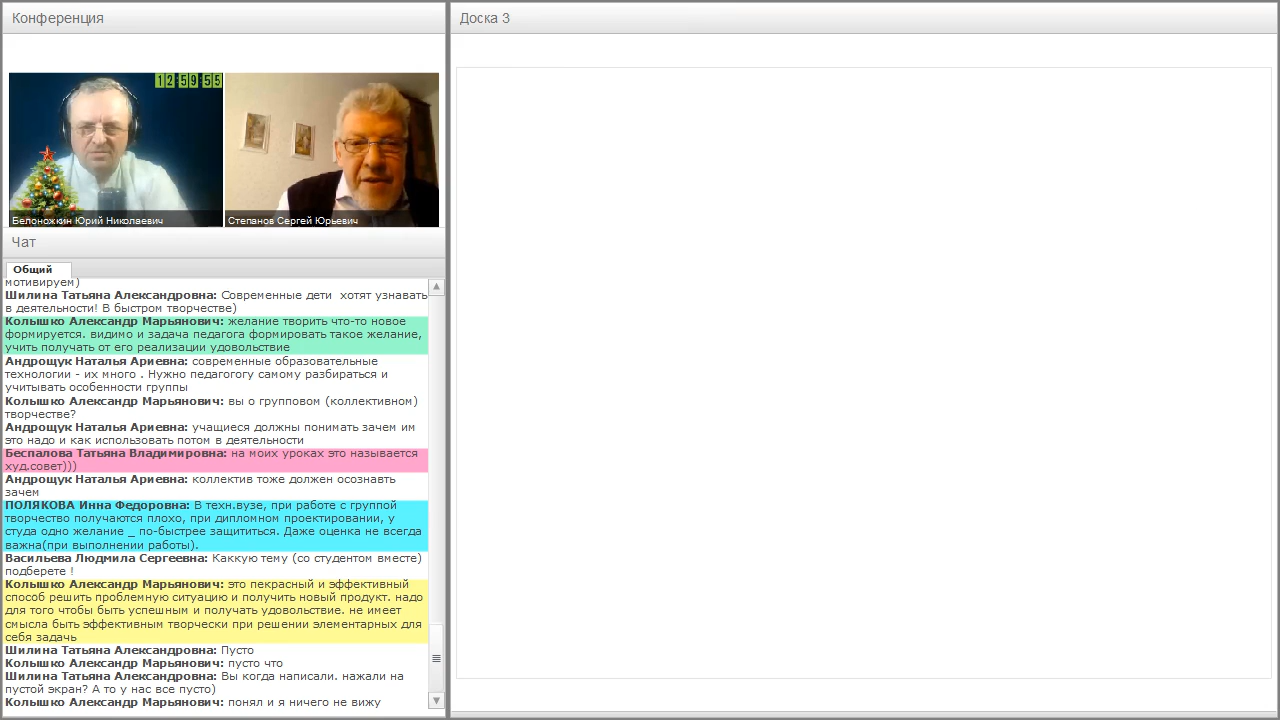 Конференция
Доска 3
12:59:55
Белоножкин Юрий Николаевич
Степанов Сергей Юрьевич
Чат
Общий
мотивируем)
Шилина Татьяна Александровна: Современные дети хотят узнавать
в деятельности! В быстром творчестве)
Колышко Александр Марьянович: желание творить что-то новое
формируется. видимо и задача педагога формировать такое желание,
учить получать от его реализации удовольствие
Андрощук Наталья Ариевна: современные образовательные
технологии - их много . Нужно педагогогу самому разбираться и
учитывать особенности группы
Колышко Александр Марьянович: вы о групповом (коллективном)
творчестве?
Андрощук Наталья Ариевна: учащиеся должны понимать зачем им
это надо и как использовать потом в деятельности
Беспалова Татьяна Владимировна: на моих уроках это называется
худ.совет)))
Андрощук Наталья Ариевна: коллектив тоже должен осознать
зачем
ПОЛЯКОВА Инна Федоровна: В техн.вузе, при работе с группой
творчество получаются плохо, при дипломном проектировании, у
студа одно желание _ по-быстрее защититься. Даже оценка не всегда
важна(при выполнении работы).
Васильева Людмила Сергеевна: Каккую тему (со студентом вместе)
подберете !
Колышко Александр Марьянович: это пекрасный и эффективный
способ решить проблемную ситуацию и получить новый продукт. надо
для того чтобы быть успешным и получать удовольствие. не имеет
смысла быть эффективным творчески при решении элементарных для
себя задачь
Шилина Татьяна Александровна: Пусто
Колышко Александр Марьянович: пусто что
Шилина Татьяна Александровна: Вы когда написали. нажали на
пустой экран? А то у нас все пусто)
Колышко Александр Марьянович: понял и я ничего не вижу